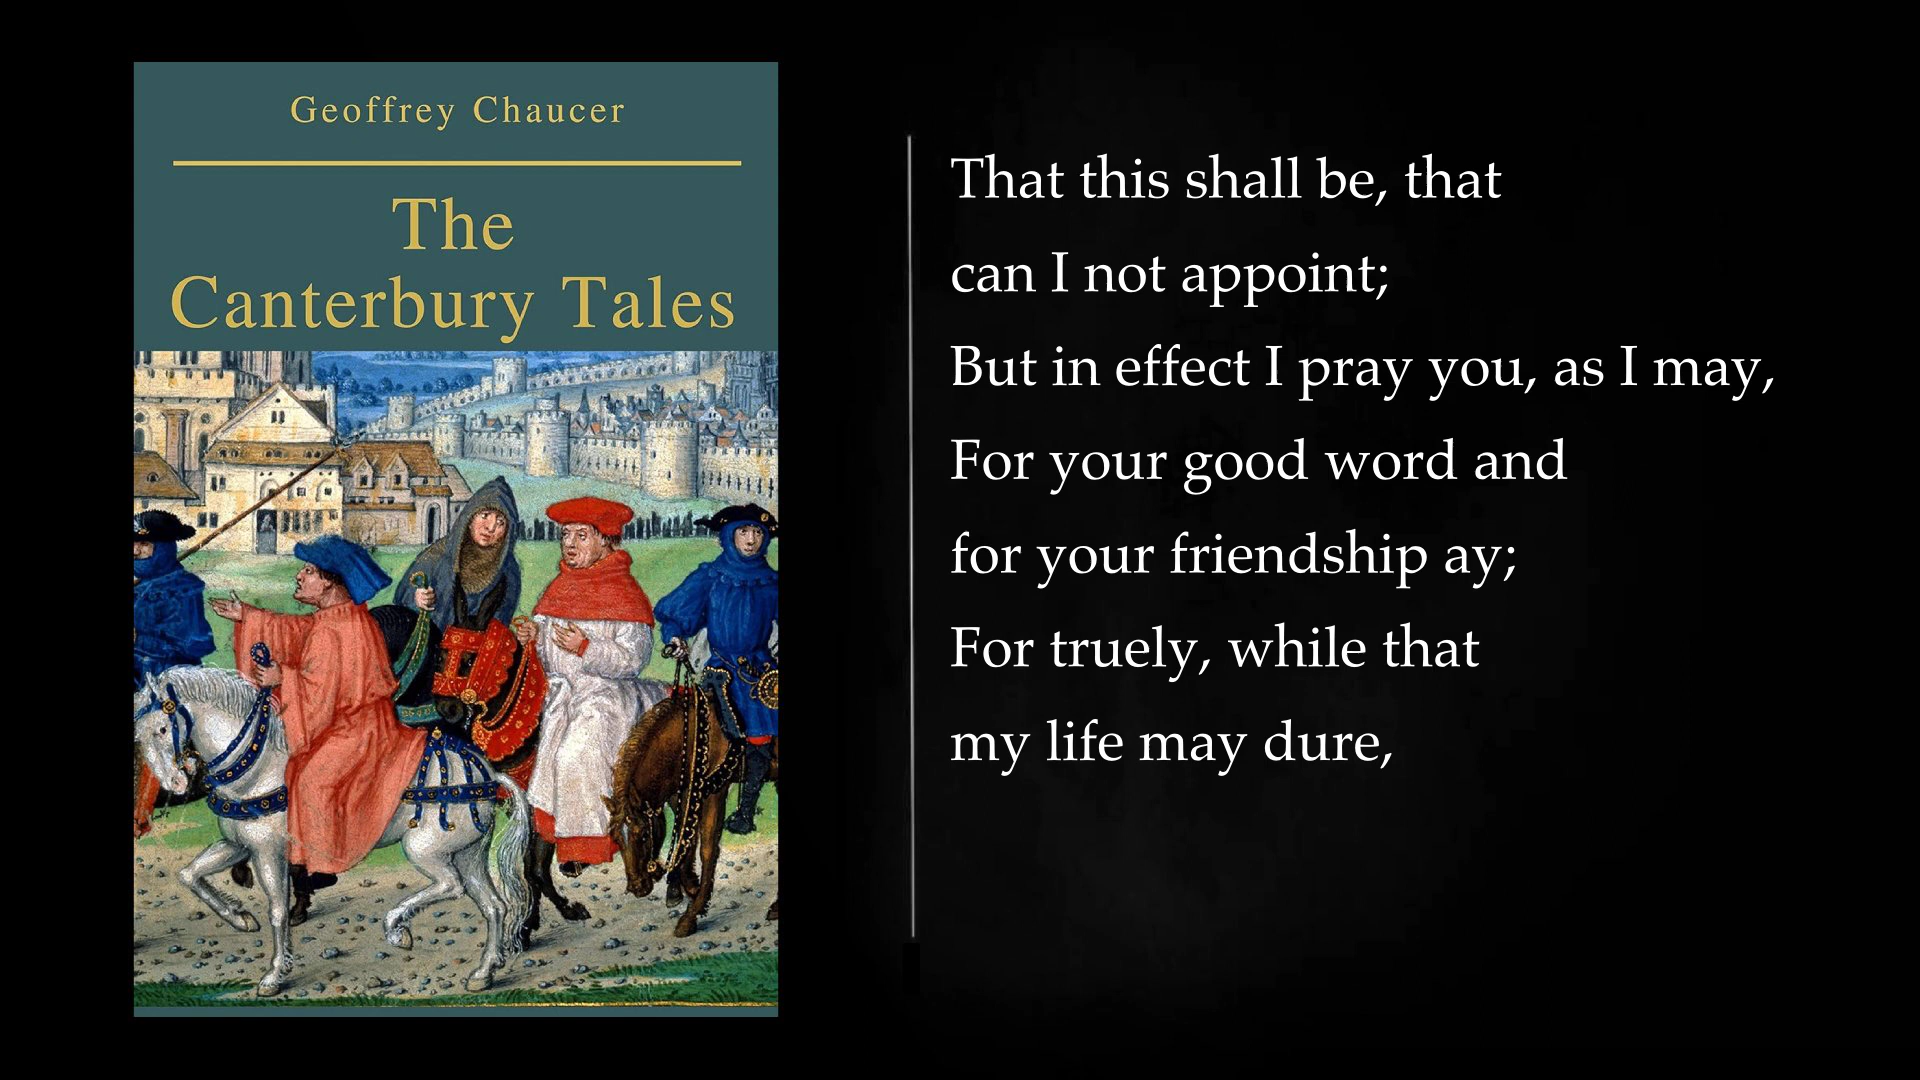 Geoffrey Chaucer
The
Canterbury Tales
That this shall be, that
can I not appoint;
But in effect I pray you, as I may,
For your good word and
for your friendship ay;
For truely, while that
my life may dure,